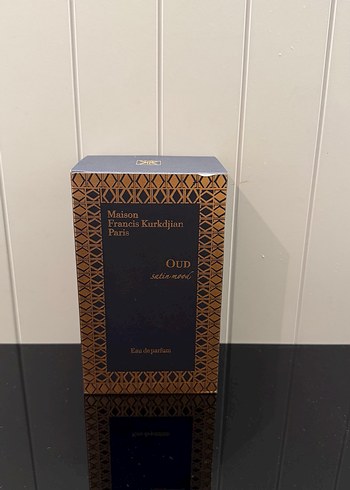 Maison
Francis Kurkdjian
Paris
OUD
satin mood
Eau de parfum